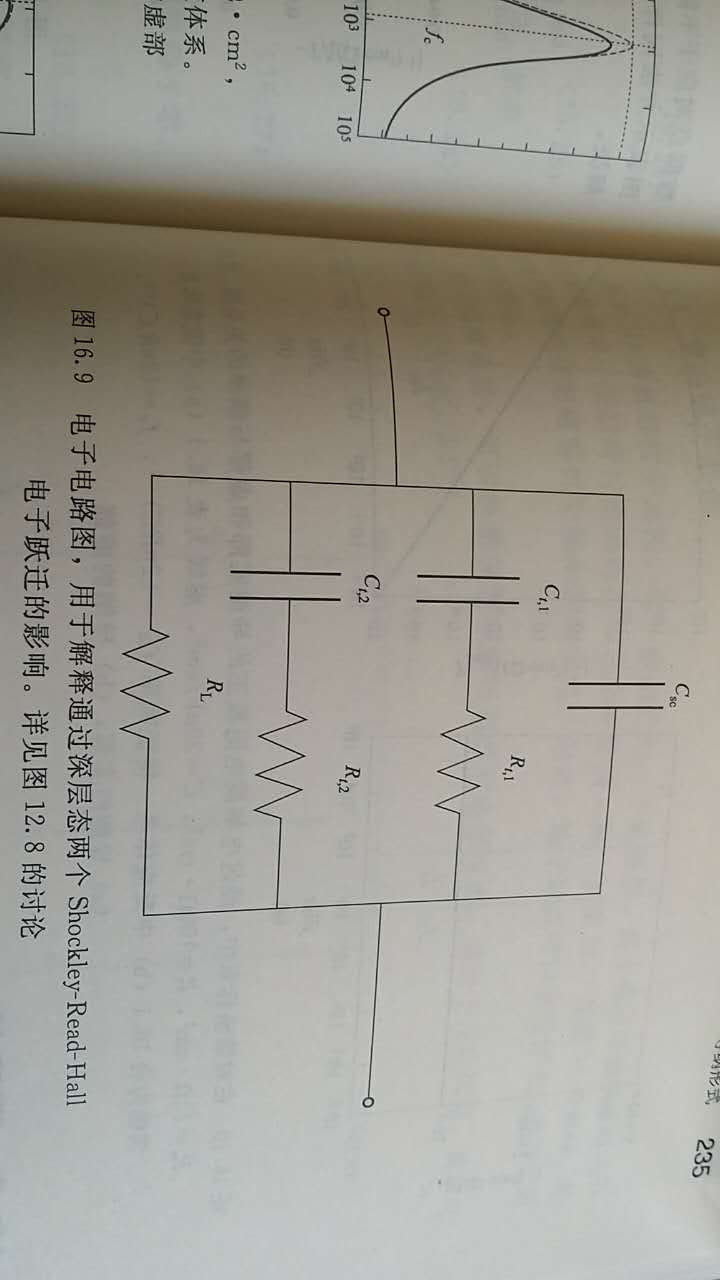 235
C_sc
C_t,1
R_t,1
C_t,2
R_t,2
R_L
图 16.9 电子电路图，用于解释通过深层态两个 Shockley-Read-Hall
电子跃迁的影响。详见图 12.8 的讨论
f_c
10³ 10⁴ 10⁵
· cm²，
体系。
虚部